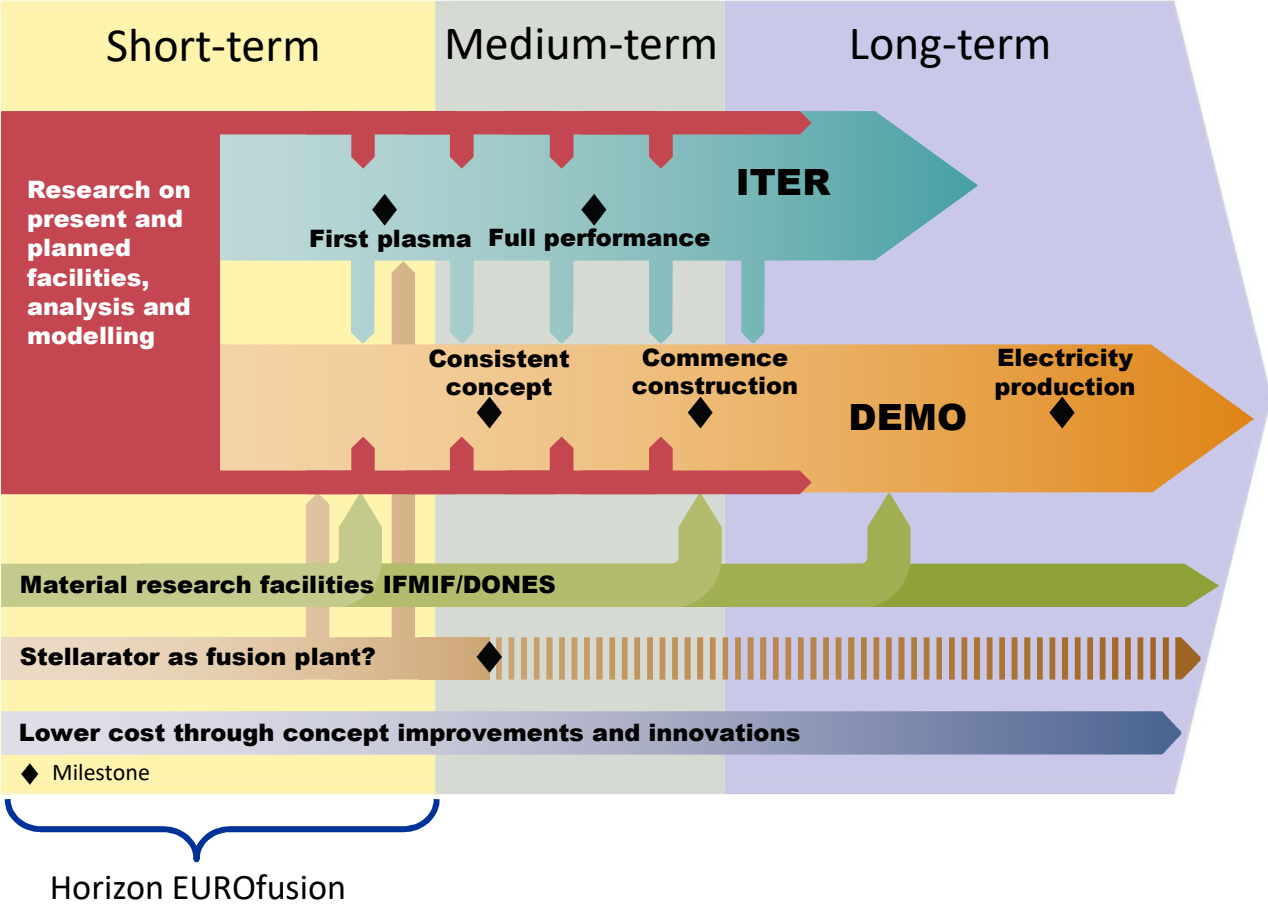 Short-term
Medium-term
Long-term
Research on
present and
planned
facilities,
analysis and
modelling
ITER
First plasma
Full performance
Consistent
concept
Commence
construction
Electricity
production
DEMO
Material research facilities IFMIF/DONES
Stellarator as fusion plant?
Lower cost through concept improvements and innovations
Milestone
Horizon EUROfusion